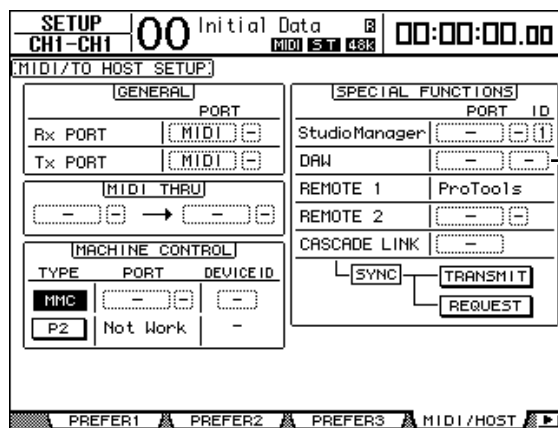 SETUP
CH1-CH1
00
Initial Data
R
MIDI ST 48K
00:00:00.00
MIDI/TO HOST SETUP
GENERAL
PORT
Rx PORT MIDI -
Tx PORT MIDI -
MIDI THRU
- - → - -
MACHINE CONTROL
TYPE PORT DEVICE ID
MMC - - -
P2 Not Work -
SPECIAL FUNCTIONS
PORT ID
StudioManager - - 1
DAW - -
REMOTE 1 ProTools
REMOTE 2 - -
CASCADE LINK -
SYNC TRANSMIT
REQUEST
PREFER1 PREFER2 PREFER3 MIDI/HOST